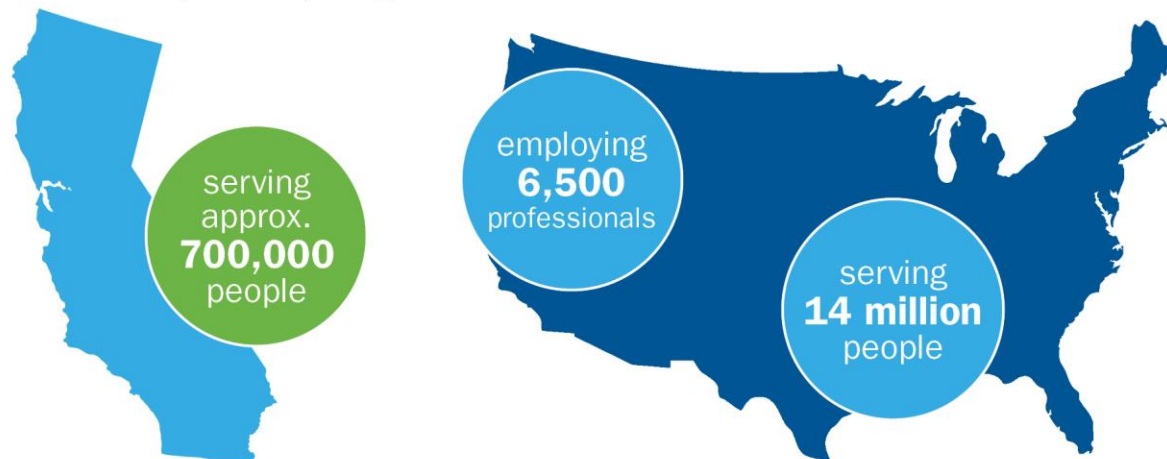 serving
approx.
700,000
people
employing
6,500
professionals
serving
14 million
people